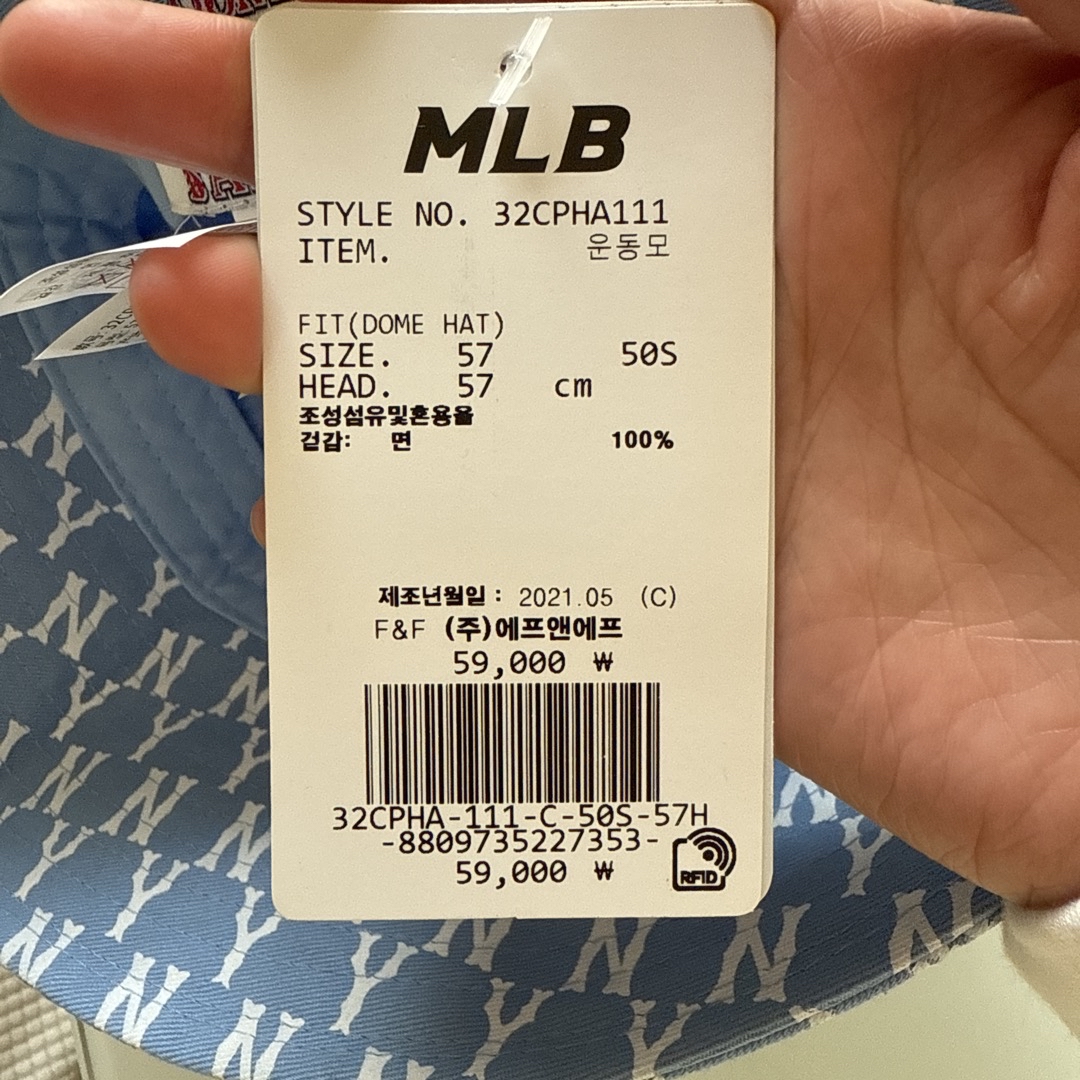 MLB
STYLE NO. 32CPHA111
ITEM. 운동모
FIT(DOME HAT)
SIZE. 57 50S
HEAD. 57 cm
조성섬유및혼용율
겉감: 면 100%
제조년월일: 2021.05 (C)
F&F (주)에프앤에프
59,000 ₩
32CPHA-111-C-50S-57H
-8809735227353-
59,000 ₩
RFID